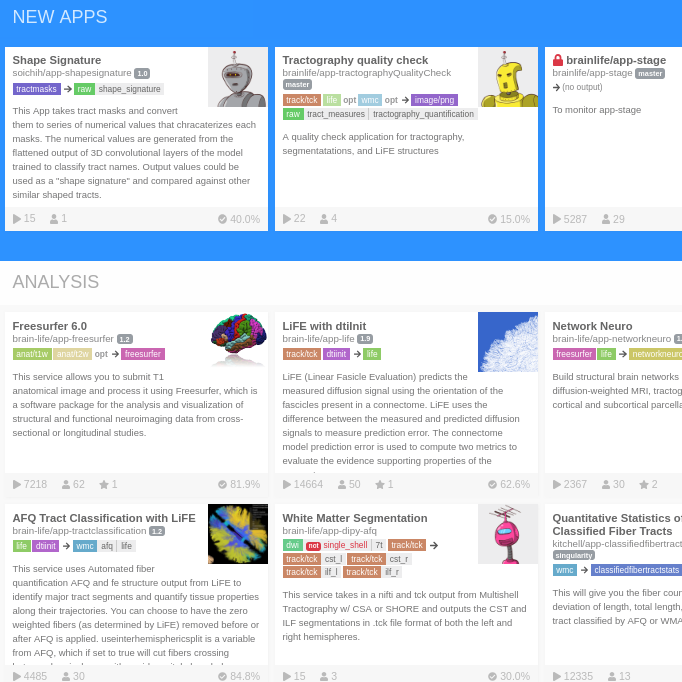 NEW APPS
Shape Signature
soichih/app-shapesignature 1.0
tractmasks raw shape_signature
This App takes tract masks and convert
them to series of numerical values that chracaterizes each
masks. The numerical values are generated from the
flattened output of 3D convolutional layers of the model
trained to classify tract names. Output values could be
used as a "shape signature" and compared against other
similar shaped tracts.
15 1 40.0%
Tractography quality check
brainlife/app-tractographyQualityCheck
master
track/tck life opt wmc opt image/png
raw tract_measures tractography_quantification
A quality check application for tractography,
segmentatations, and LiFE structures
22 4 15.0%
brainlife/app-stage
brainlife/app-stage master
(no output)
To monitor app-stage
5287 29
ANALYSIS
Freesurfer 6.0
brain-life/app-freesurfer 1.2
anat/t1w anat/t2w opt freesurfer
This service allows you to submit T1
anatomical image and process it using Freesurfer, which is
a software package for the analysis and visualization of
structural and functional neuroimaging data from cross-
sectional or longitudinal studies.
7218 62 1 81.9%
LiFE with dtiInit
brain-life/app-life 1.9
track/tck dtiinit life
LiFE (Linear Fasicle Evaluation) predicts the
measured diffusion signal using the orientation of the
fascicles present in a connectome. LiFE uses the
difference between the measured and predicted diffusion
signals to measure prediction error. The connectome
model prediction error is used to compute two metrics to
evaluate the evidence supporting properties of the
14664 50 1 62.6%
Network Neuro
brain-life/app-networkneuro
freesurfer life networkneuro
Build structural brain networks
diffusion-weighted MRI, tractog
cortical and subcortical parcella
2367 30 2
AFQ Tract Classification with LiFE
brain-life/app-tractclassification 1.2
life dtiinit wmc afq life
This service uses Automated fiber
quantification AFQ and fe structure output from LiFE to
identify major tract segments and quantify tissue properties
along their trajectories. You can choose to have the zero
weighted fibers (as determined by LiFE) removed before or
after AFQ is applied. useinterhemisphericsplit is a variable
from AFQ, which if set to true will cut fibers crossing
4485 30 84.8%
White Matter Segmentation
brain-life/app-dipy-afq
dwi not single_shell 7t track/tck
track/tck cst_l track/tck cst_r
track/tck ilf_l track/tck ilf_r
This service takes in a nifti and tck output from Multishell
Tractography w/ CSA or SHORE and outputs the CST and
ILF segmentations in .tck file format of both the left and
right hemispheres.
15 3 30.0%
Quantitative Statistics of
Classified Fiber Tracts
kitchell/app-classifiedfibertract
singularity
wmc classifiedfibertractstats
This will give you the fiber coun
deviation of length, total length,
tract classified by AFQ or WMA
12335 13